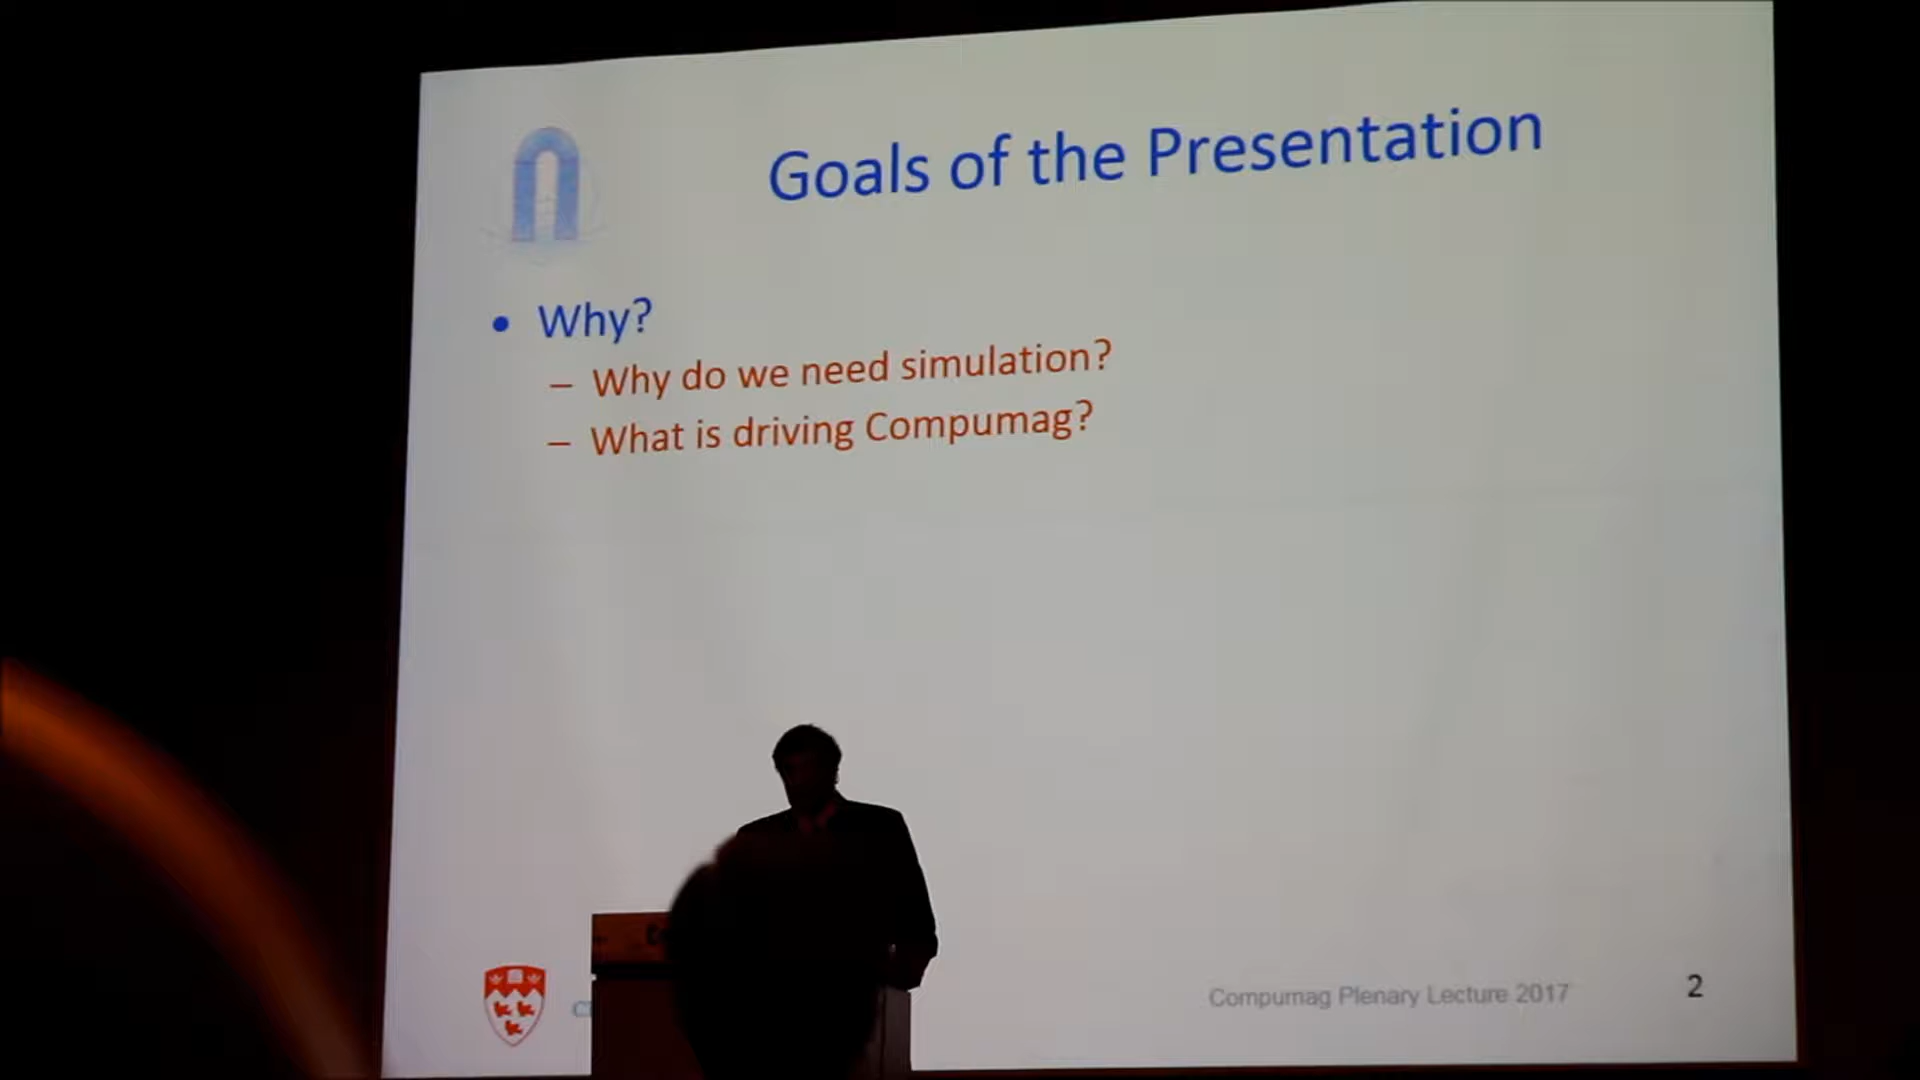 Goals of the Presentation
• Why?
– Why do we need simulation?
– What is driving Compumag?
Compumag Plenary Lecture 2017
2